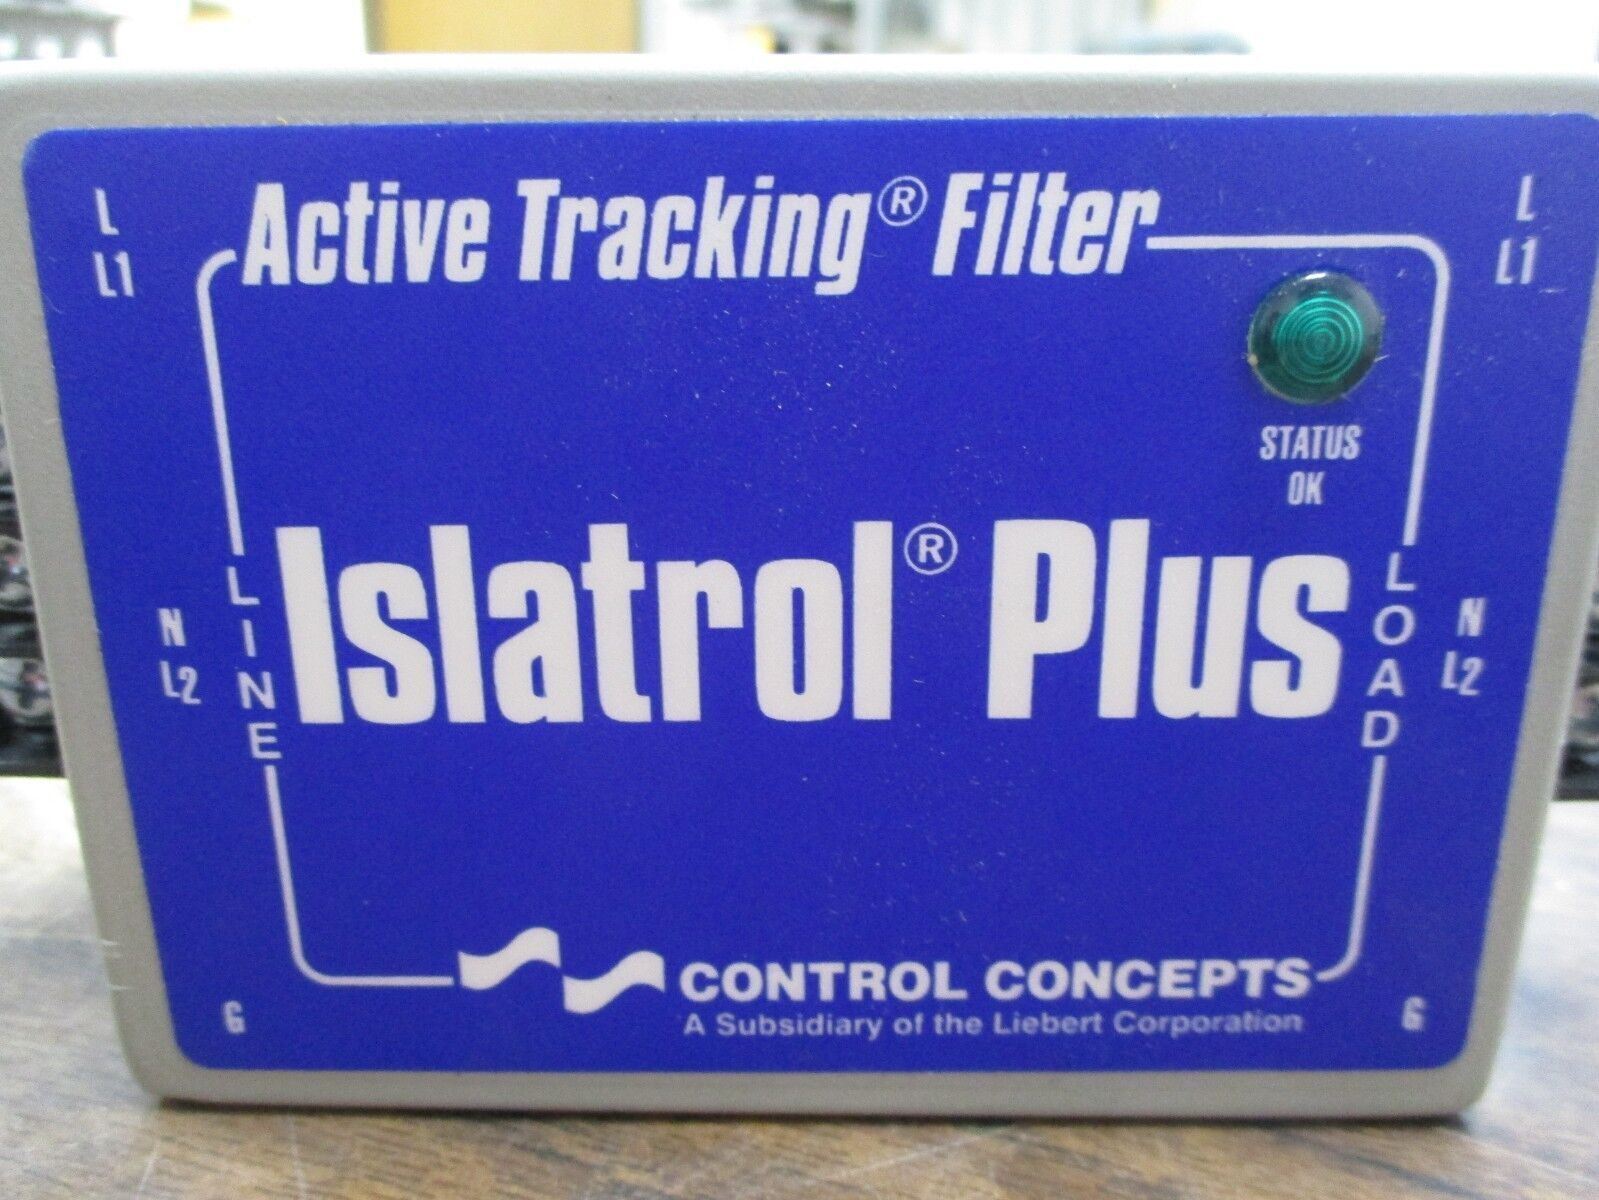 L
L1
Active Tracking® Filter
L
L1
STATUS
OK
N
L2
LINE
Islatrol® Plus
LOAD
N
L2
G
CONTROL CONCEPTS
A Subsidiary of the Liebert Corporation
G